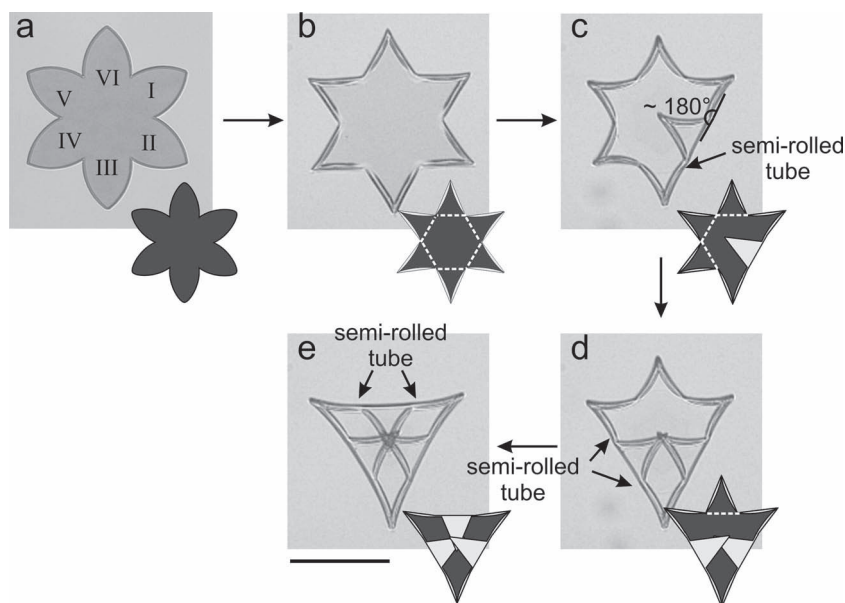 a
VI
V
I
IV
II
III
b
c
~ 180°
semi-rolled
tube
e
semi-rolled
tube
d
semi-rolled
tube